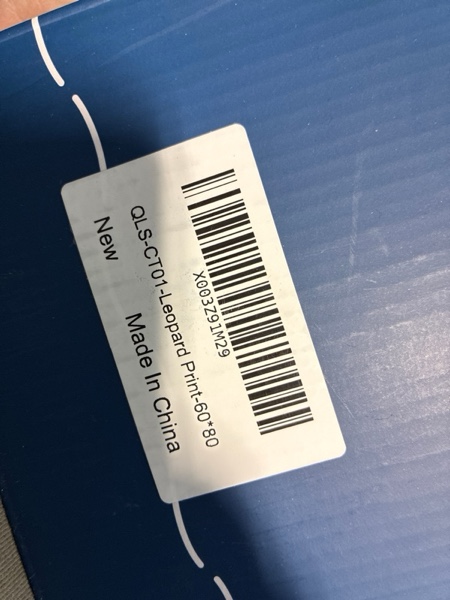 X003Z91M29
QLS-CT01-Leopard Print-60*80
New Made In China